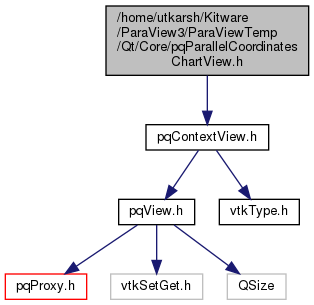 /home/utkarsh/Kitware
/ParaView3/ParaViewTemp
/Qt/Core/pqParallelCoordinates
ChartView.h
pqContextView.h
pqView.h
vtkType.h
pqProxy.h
vtkSetGet.h
QSize